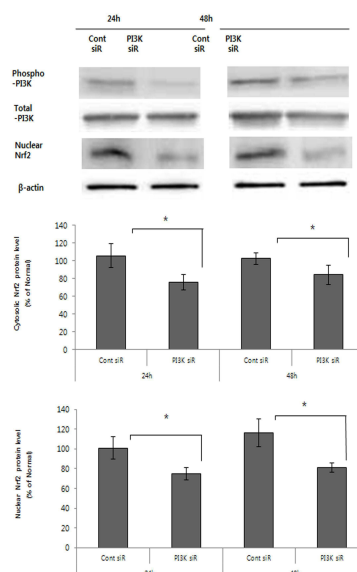 24h 48h
Cont PI3K Cont PI3K
siR siR siR siR
Phospho
-PI3K
Total
-PI3K
Nuclear
Nrf2
β-actin
Cytosolic Nrf2 protein level
(% of Normal)
140
120
100
80
60
40
20
0
*
*
Cont siR PI3K siR Cont siR PI3K siR
24h 48h
Nuclear Nrf2 protein level
(% of Normal)
140
120
100
80
60
40
20
0
*
*
Cont siR PI3K siR Cont siR PI3K siR